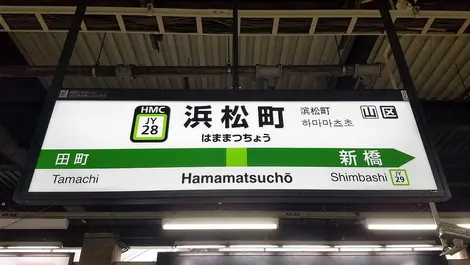 HMC
JY
28
浜松町
はままつちょう
浜松町
하마마츠쵸
山区
田町
新橋
Tamachi
Hamamatsuchō
Shimbashi
JY
29